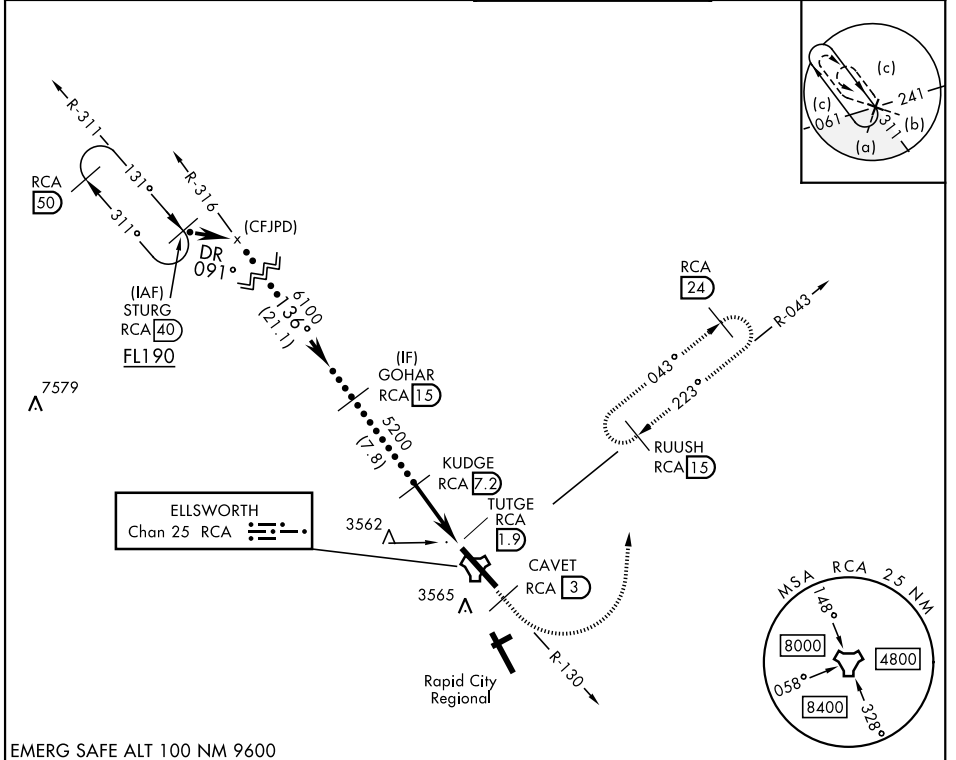 R-311
RCA
50
131°
311°
R-316
(CFJPD)
DR
091°
(IAF)
STURG
RCA 40
FL190
6100
136°
(21.1)
(IF)
GOHAR
RCA 15
5200
(7.8)
7579
KUDGE
RCA 7.2
TUTGE
RCA
1.9
ELLSWORTH
Chan 25 RCA
3562
3565
CAVET
RCA 3
Rapid City
Regional
R-130
RCA
24
R-043
043°
223°
RUUSH
RCA 15
(c)
(c)
241
061
311
(b)
(a)
MSA RCA 25 NM
148°
8000
4800
058°
8400
328°
EMERG SAFE ALT 100 NM 9600